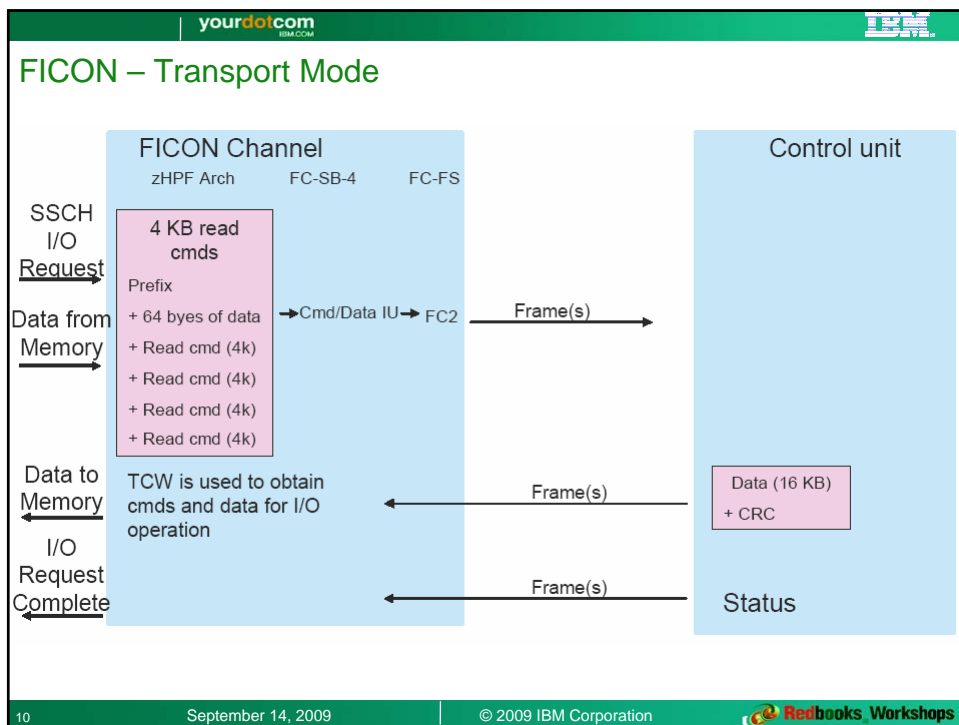 yourdotcom
IBM.COM
IBM.
FICON – Transport Mode
FICON Channel
Control unit
zHPF Arch
FC-SB-4
FC-FS
SSCH
I/O
Request
Data from
Memory
4 KB read
cmds
Prefix
+ 64 byes of data
+ Read cmd (4k)
+ Read cmd (4k)
+ Read cmd (4k)
+ Read cmd (4k)
Cmd/Data IU
FC2
Frame(s)
Data to
Memory
TCW is used to obtain
cmds and data for I/O
operation
Frame(s)
Data (16 KB)
+ CRC
I/O
Request
Complete
Frame(s)
Status
10
September 14, 2009
© 2009 IBM Corporation
Redbooks Workshops